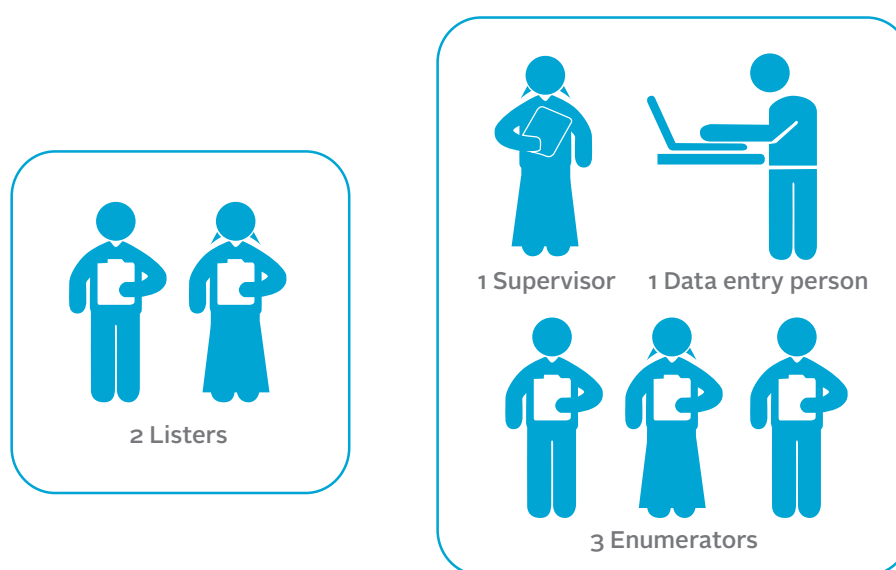 2 Listers
1 Supervisor
1 Data entry person
3 Enumerators